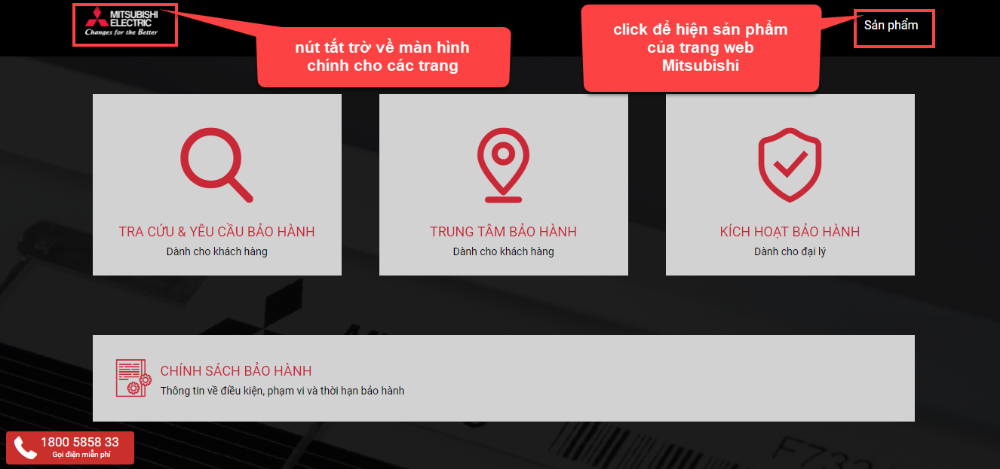 MITSUBISHI
ELECTRIC
Changes for the Better
nút tắt trờ về màn hình
chính cho các trang
click để hiện sản phẩm
của trang web
Mitsubishi
Sản phẩm
TRA CỨU & YÊU CẦU BẢO HÀNH
Dành cho khách hàng
TRUNG TÂM BẢO HÀNH
Dành cho khách hàng
KÍCH HOẠT BẢO HÀNH
Dành cho đại lý
CHÍNH SÁCH BẢO HÀNH
Thông tin về điều kiện, phạm vi và thời hạn bảo hành
1800 5858 33
Gọi điện miễn phí